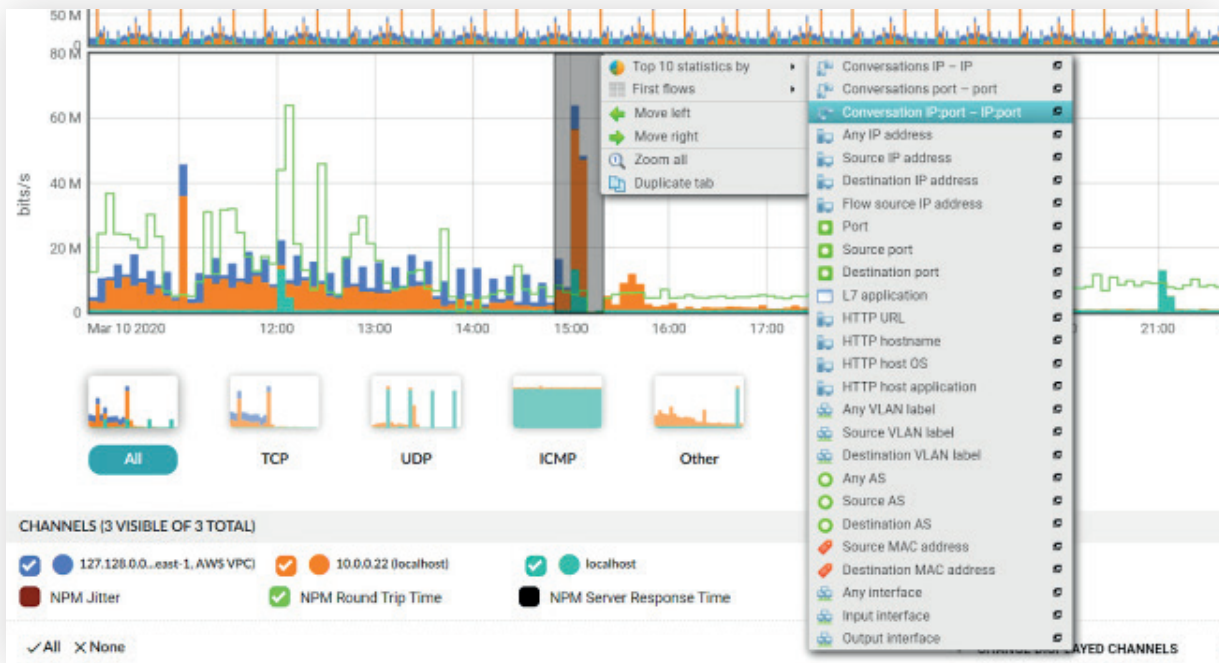 50 M
0
80 M
60 M
40 M
20 M
0
bits/s
Mar 10 2020
12:00
13:00
14:00
15:00
16:00
17:00
21:00
Top 10 statistics by
First flows
Move left
Move right
Zoom all
Duplicate tab
Conversations IP – IP
Conversations port – port
Conversation IP:port – IP:port
Any IP address
Source IP address
Destination IP address
Flow source IP address
Port
Source port
Destination port
L7 application
HTTP URL
HTTP hostname
HTTP host OS
HTTP host application
Any VLAN label
Source VLAN label
Destination VLAN label
Any AS
Source AS
Destination AS
Source MAC address
Destination MAC address
Any interface
Input interface
Output interface
All
TCP
UDP
ICMP
Other
CHANNELS (3 VISIBLE OF 3 TOTAL)
127.128.0.0...east-1, AWS VPC)
10.0.0.22 (localhost)
localhost
NPM Jitter
NPM Round Trip Time
NPM Server Response Time
All
None
CHANNELS